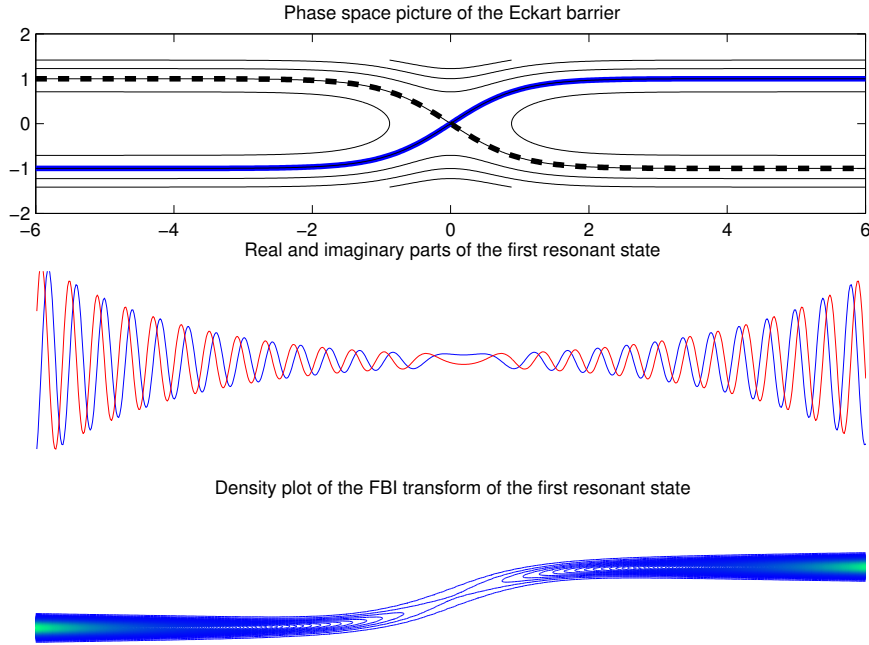 Phase space picture of the Eckart barrier
2
1
0
−1
−2
−6 −4 −2 0 2 4 6
Real and imaginary parts of the first resonant state
Density plot of the FBI transform of the first resonant state